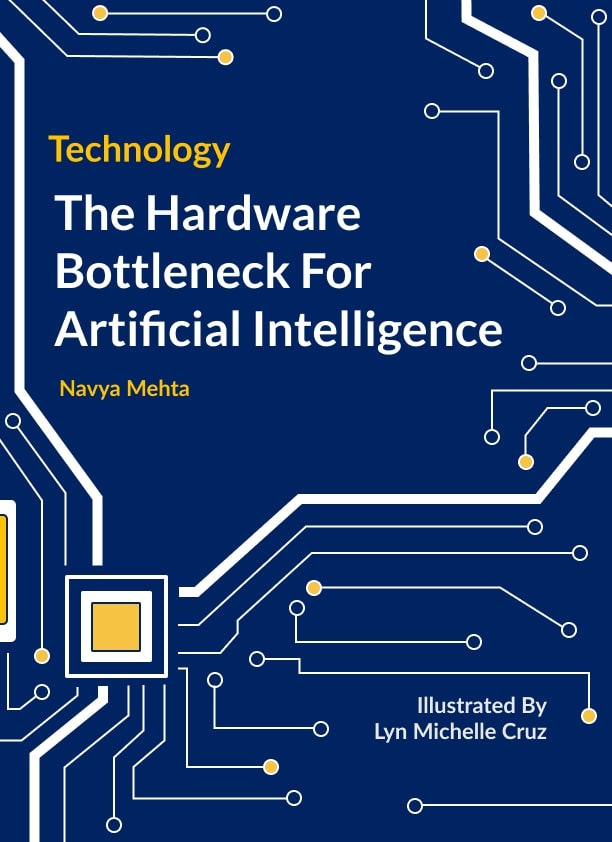 Technology
The Hardware
Bottleneck For
Artificial Intelligence
Navya Mehta
Illustrated By
Lyn Michelle Cruz